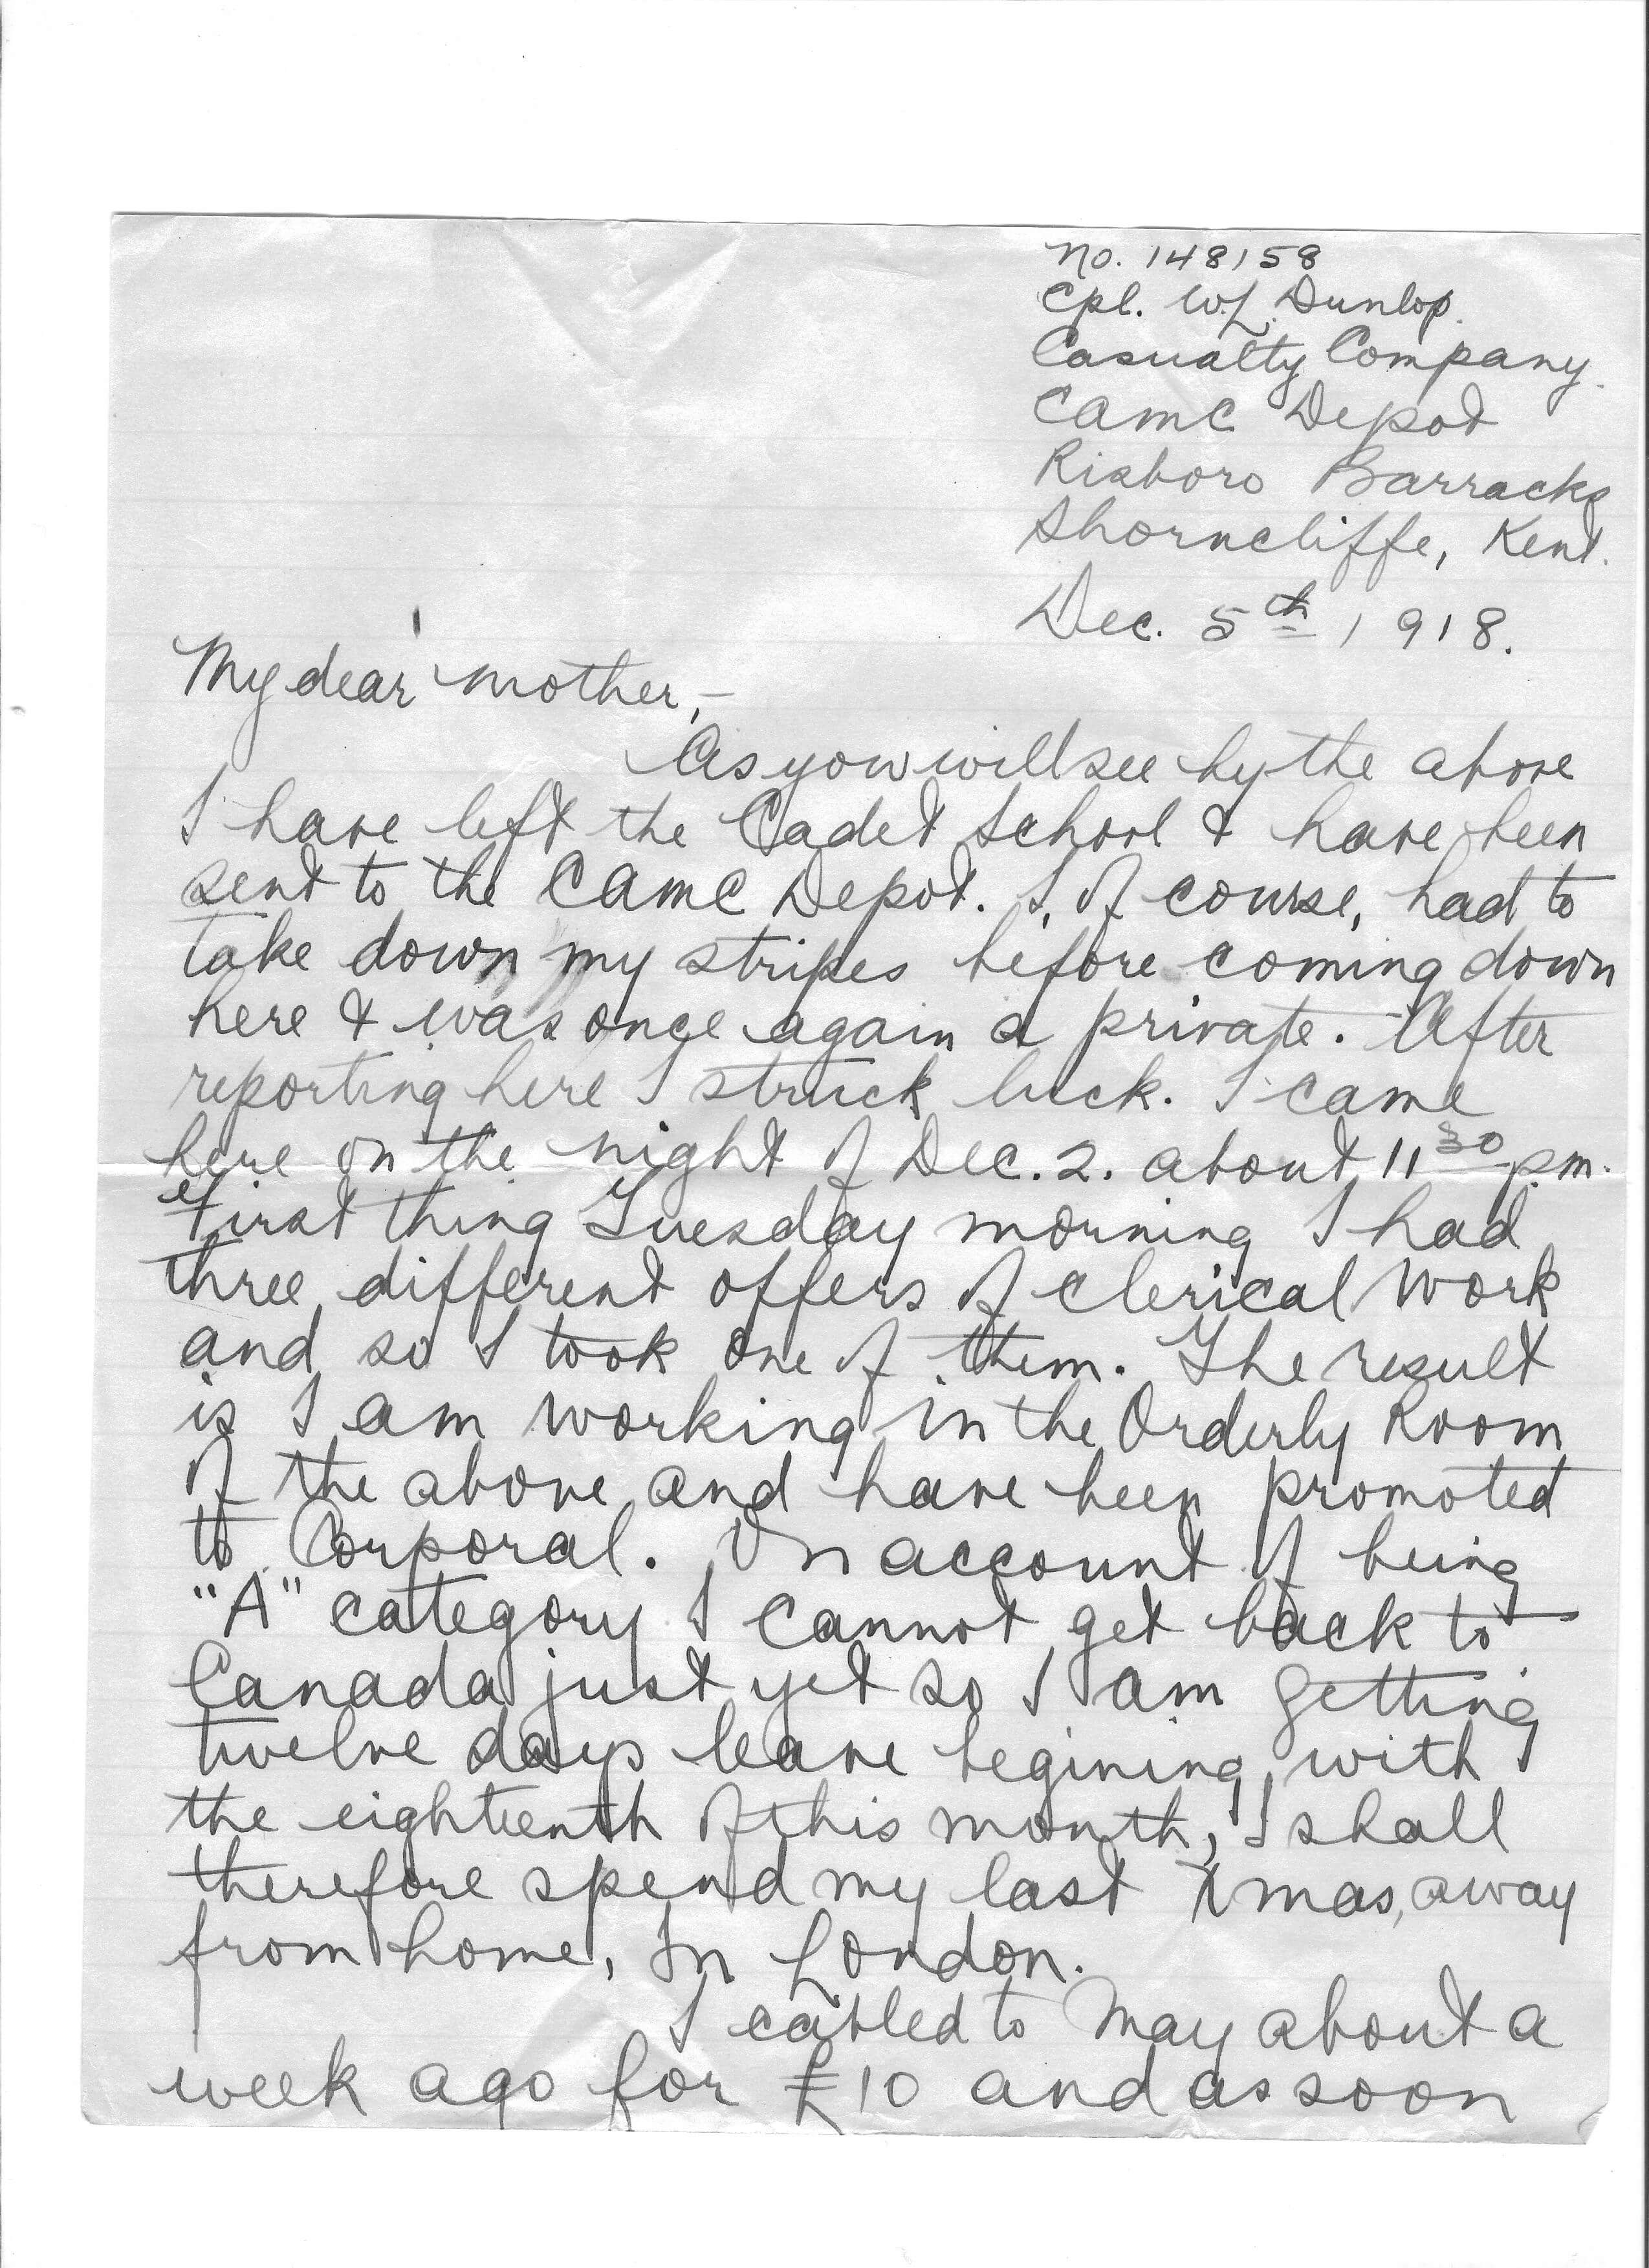 No. 148158
Cpl. W.L. Dunlop.
Casualty Company.
CAMC Depot
Risboro Barracks
Shorncliffe, Kent.
Dec. 5th 1918.
My dear mother,-
As you will see by the above
I have left the Cadet School & have been
sent to the CAMC Depot. I, of course, had to
take down my stripes before coming down
here & was once again a private. After
reporting here I struck luck. I came
here on the night of Dec. 2. about 11 30 p.m.
First thing Tuesday morning I had
three different offers of clerical work
and so I took one of them. The result
is I am working in the Orderly Room
of the above and have been promoted
to Corporal. On account of being
"A" category I cannot get back to
Canada just yet so I am getting
twelve days leave begining with
the eighteenth of this month, I shall
therefore spend my last Xmas, away
from home, in London.
I cabled to May about a
week ago for £10 and as soon